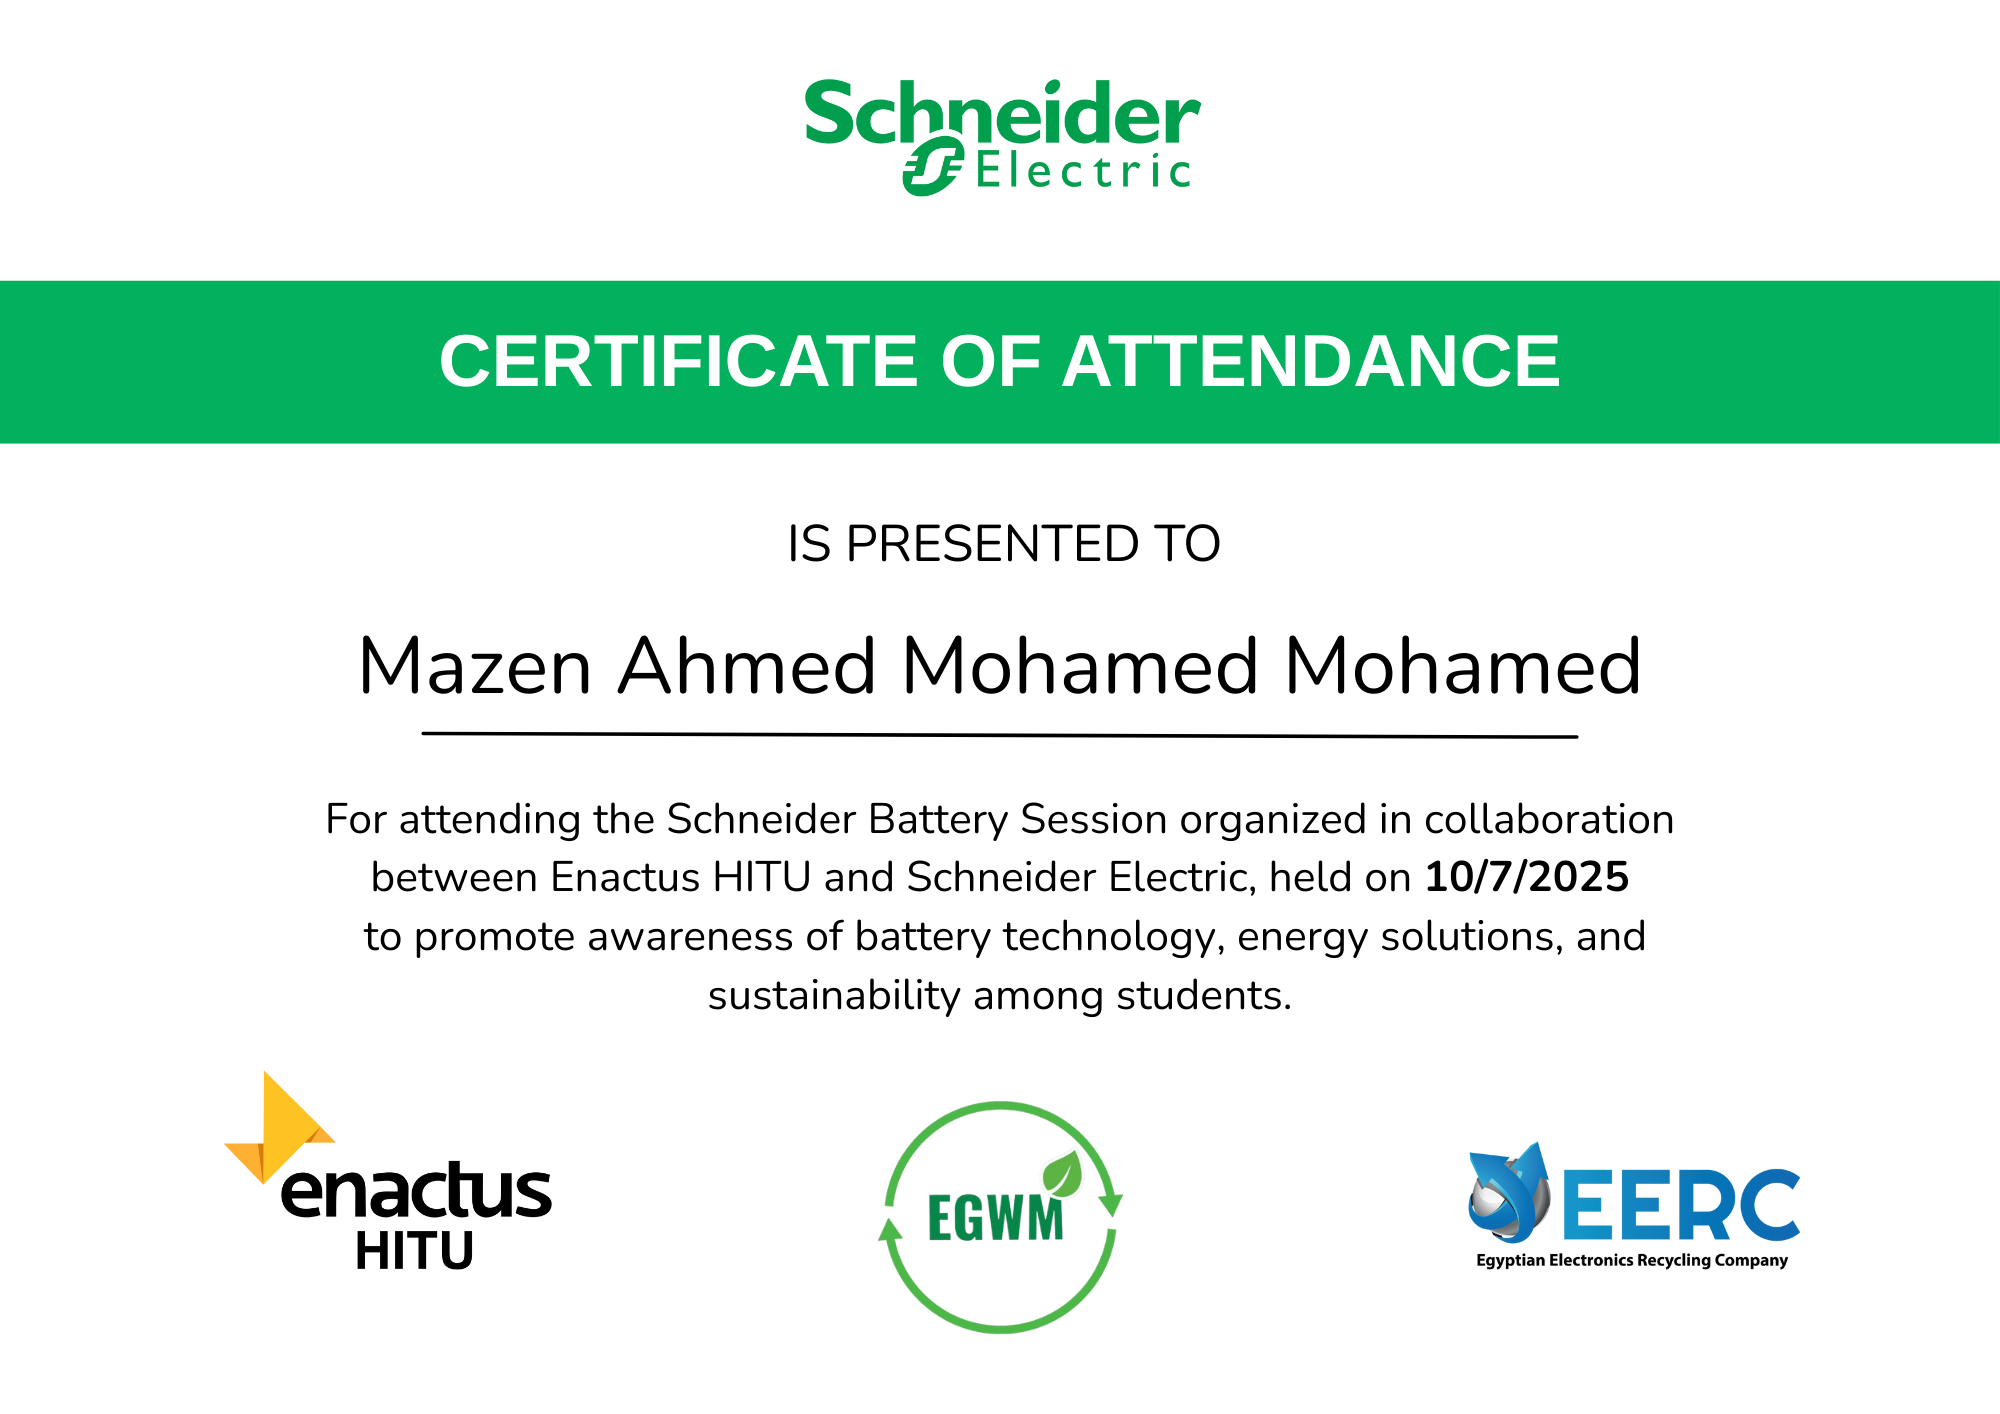 Schneider
Electric
CERTIFICATE OF ATTENDANCE
IS PRESENTED TO
Mazen Ahmed Mohamed Mohamed
For attending the Schneider Battery Session organized in collaboration
between Enactus HITU and Schneider Electric, held on 10/7/2025
to promote awareness of battery technology, energy solutions, and
sustainability among students.
enactus
HITU
EGWM
EERC
Egyptian Electronics Recycling Company